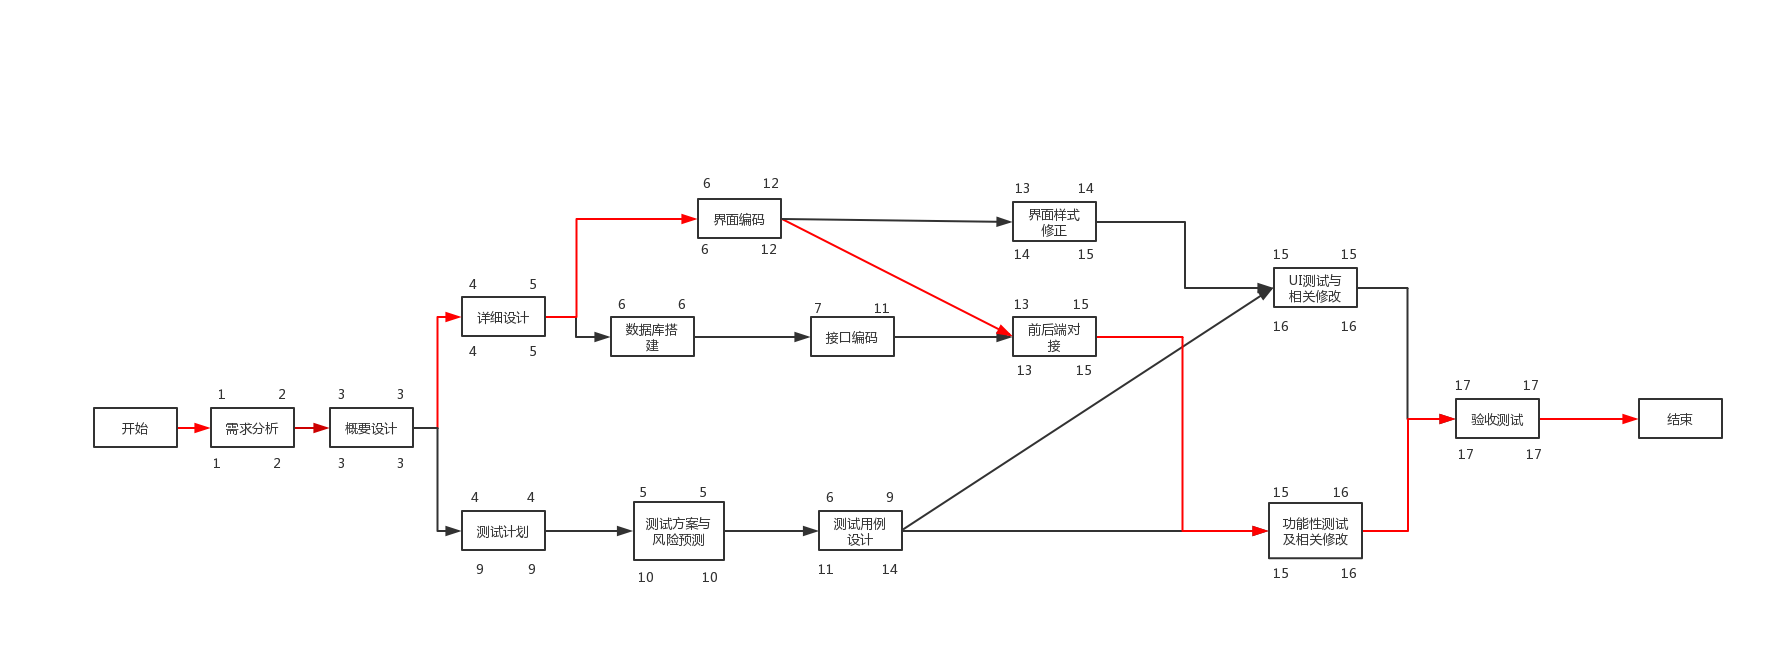 6 12
界面编码
6 12
13 14
界面样式
修正
14 15
15 15
UI测试与
相关修改
16 16
4 5
详细设计
4 5
6 6
数据库搭
建
7 11
接口编码
13 15
前后端对
接
13 15
开始
1 2
需求分析
1 2
3 3
概要设计
3 3
17 17
验收测试
17 17
结束
4 4
测试计划
9 9
5 5
测试方案与
风险预测
10 10
6 9
测试用例
设计
11 14
15 16
功能性测试
及相关修改
15 16